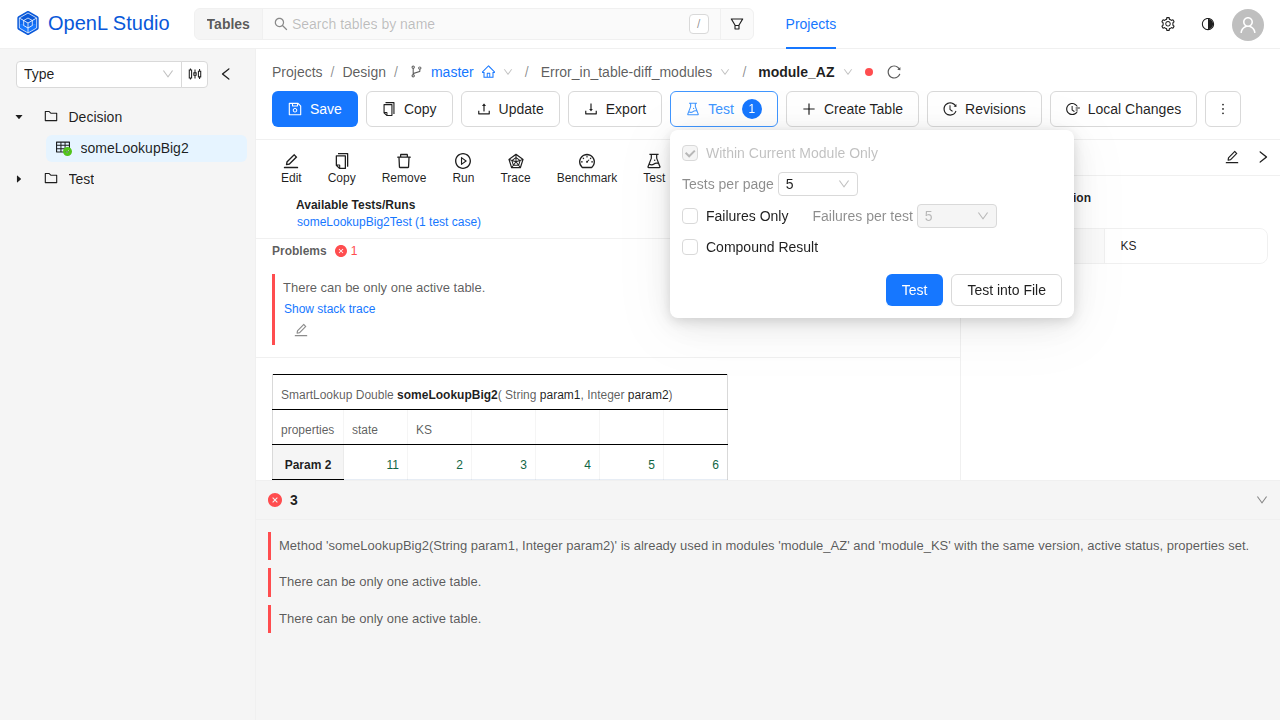 OpenL Studio
Tables
Search tables by name
/
Projects
Type
Decision
someLookupBig2
Test
Projects / Design / master / Error_in_table-diff_modules / module_AZ
Save
Copy
Update
Export
Test 1
Create Table
Revisions
Local Changes
Edit
Copy
Remove
Run
Trace
Benchmark
Test
Available Tests/Runs
someLookupBig2Test (1 test case)
Problems 1
There can be only one active table.
Show stack trace
Within Current Module Only
Tests per page 5
Failures Only Failures per test 5
Compound Result
Test
Test into File
KS
SmartLookup Double someLookupBig2( String param1, Integer param2)
properties state KS
Param 2 11 2 3 4 5 6
3
Method 'someLookupBig2(String param1, Integer param2)' is already used in modules 'module_AZ' and 'module_KS' with the same version, active status, properties set.
There can be only one active table.
There can be only one active table.